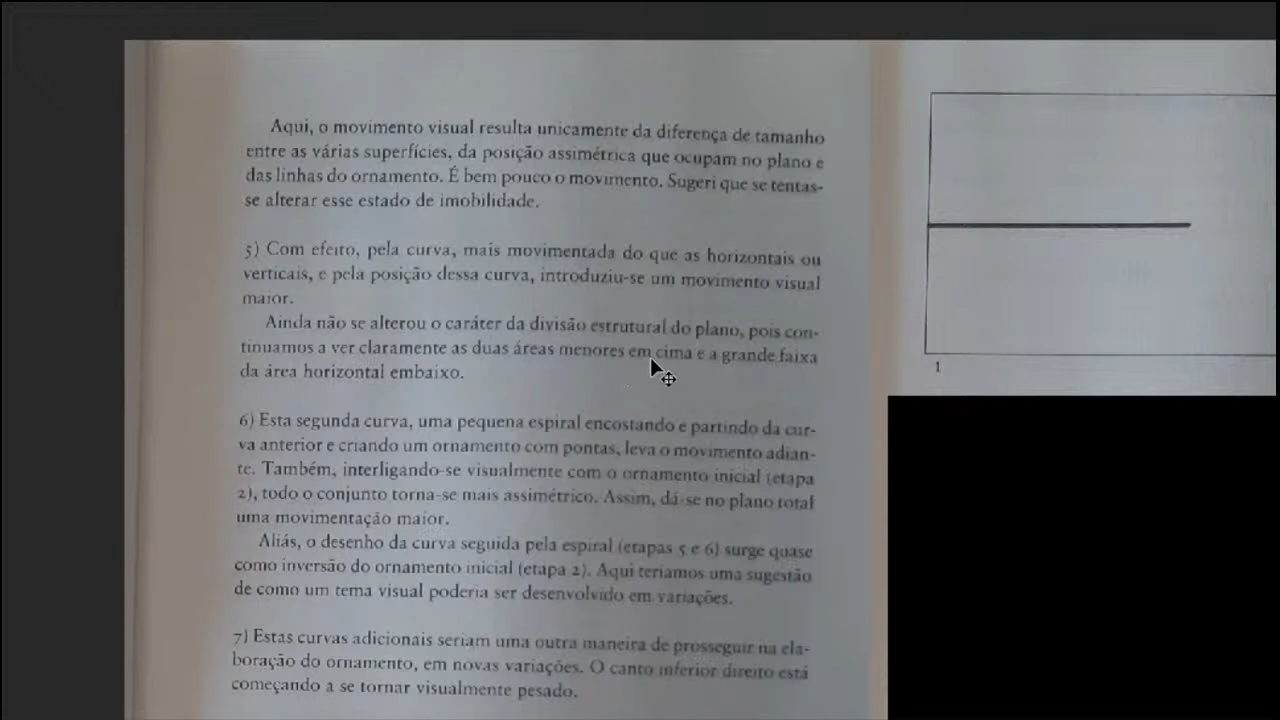 Aqui, o movimento visual resulta unicamente da diferença de tamanho
entre as várias superfícies, da posição assimétrica que ocupam no plano e
das linhas do ornamento. É bem pouco o movimento. Sugeri que se tentas-
se alterar esse estado de imobilidade.
5) Com efeito, pela curva, mais movimentada do que as horizontais ou
verticais, e pela posição dessa curva, introduziu-se um movimento visual
maior.
Ainda não se alterou o caráter da divisão estrutural do plano, pois con-
tinuamos a ver claramente as duas áreas menores em cima e a grande faixa
da área horizontal embaixo.
6) Esta segunda curva, uma pequena espiral encostando e partindo da cur-
va anterior e criando um ornamento com pontas, leva o movimento adian-
te. Também, interligando-se visualmente com o ornamento inicial (etapa
2), todo o conjunto torna-se mais assimétrico. Assim, dá-se no plano total
uma movimentação maior.
Aliás, o desenho da curva seguida pela espiral (etapas 5 e 6) surge quase
como inversão do ornamento inicial (etapa 2). Aqui teríamos uma sugestão
de como um tema visual poderia ser desenvolvido em variações.
7) Estas curvas adicionais seriam uma outra maneira de prosseguir na ela-
boração do ornamento, em novas variações. O canto inferior direito está
começando a se tornar visualmente pesado.
1